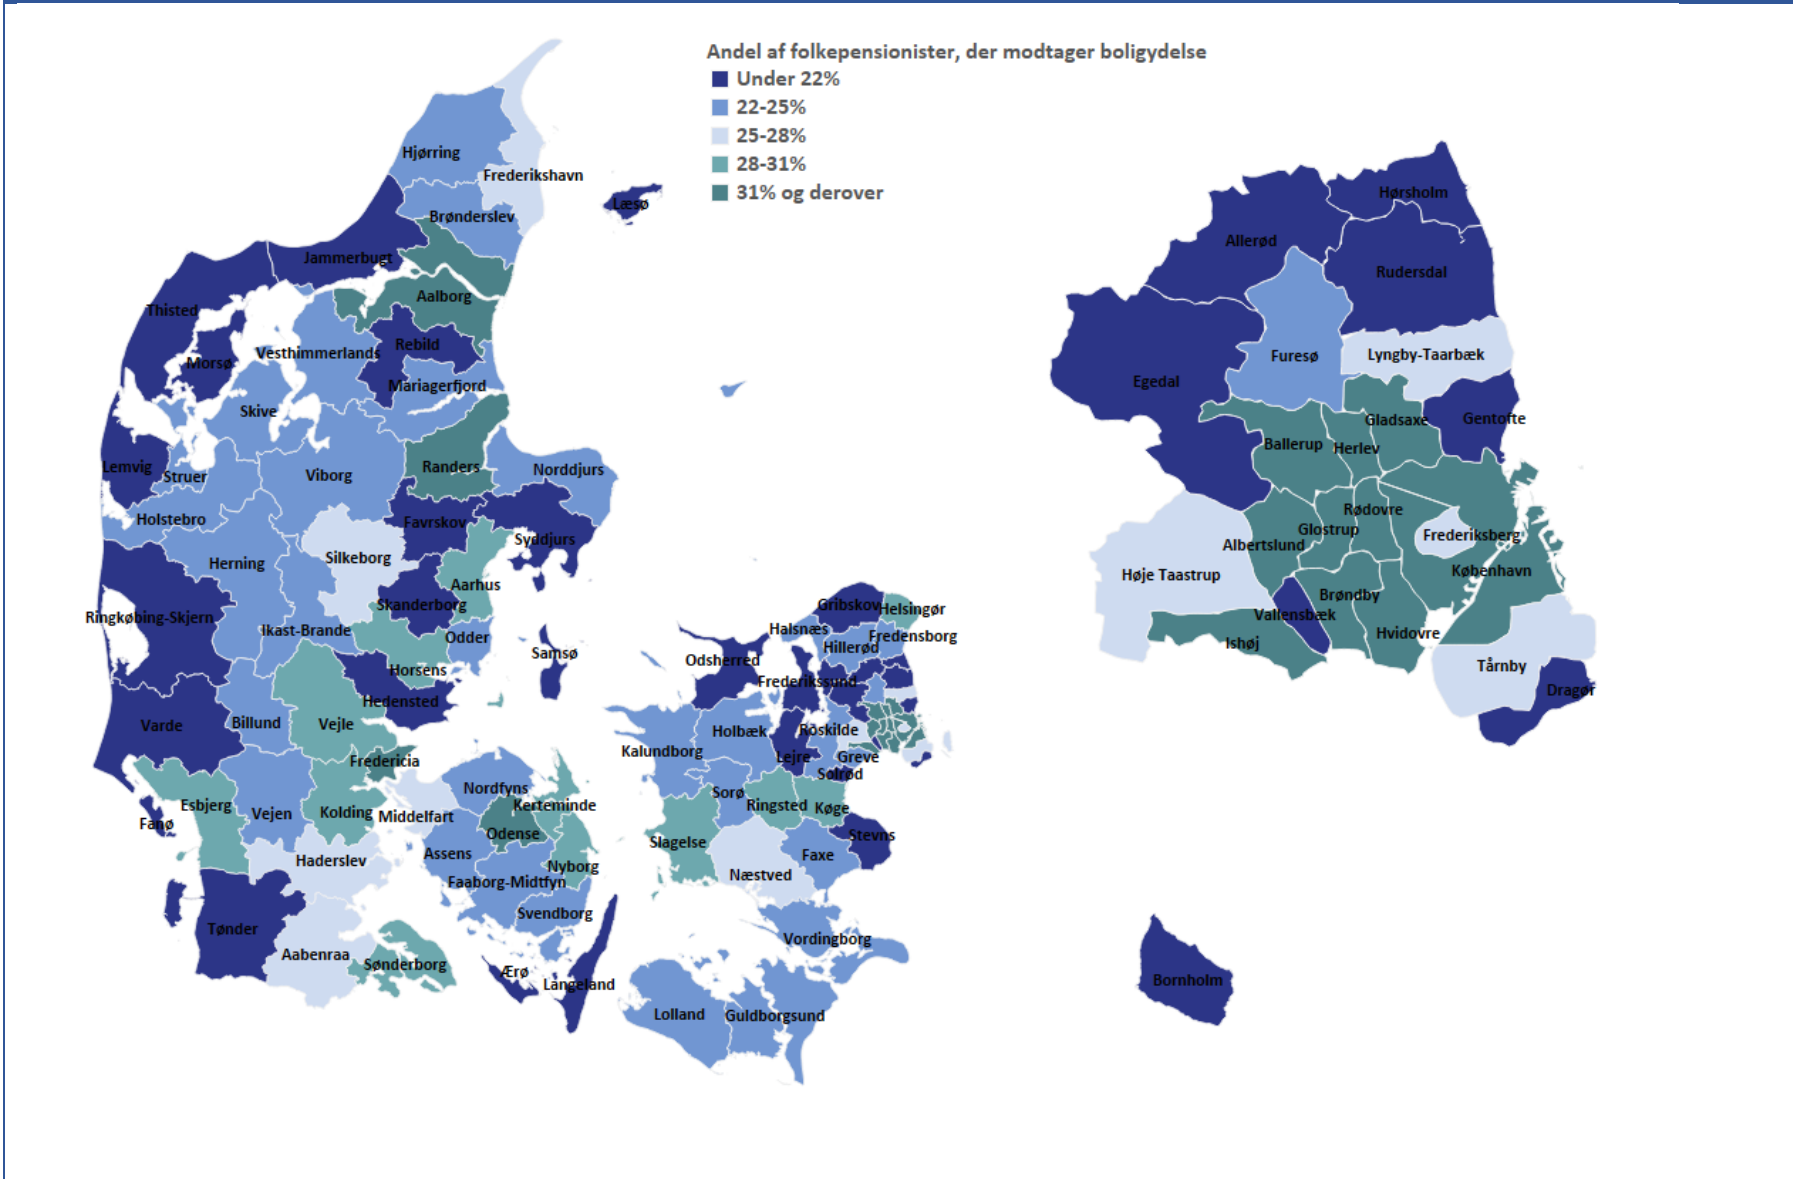 Andel af folkepensionister, der modtager boligydelse
Under 22%
22-25%
25-28%
28-31%
31% og derover
Hjørring
Frederikshavn
Læsø
Brønderslev
Jammerbugt
Aalborg
Thisted
Rebild
Vesthimmerlands
Morsø
Mariagerfjord
Skive
Lemvig
Struer
Viborg
Randers
Norddjurs
Holstebro
Favrskov
Syddjurs
Silkeborg
Herning
Aarhus
Skanderborg
Ringkøbing-Skjern
Ikast-Brande
Odder
Samsø
Horsens
Hedensted
Varde
Billund
Vejle
Fredericia
Esbjerg
Vejen
Kolding
Middelfart
Nordfyns
Kerteminde
Fanø
Odense
Assens
Haderslev
Nyborg
Faaborg-Midtfyn
Svendborg
Tønder
Aabenraa
Sønderborg
Ærø
Langeland
Gribskov
Helsingør
Halsnæs
Fredensborg
Hillerød
Odsherred
Frederikssund
Holbæk
Roskilde
Kalundborg
Lejre
Greve
Solrød
Sorø
Ringsted
Køge
Slagelse
Stevns
Faxe
Næstved
Vordingborg
Lolland
Guldborgsund
Hørsholm
Allerød
Rudersdal
Furesø
Lyngby-Taarbæk
Egedal
Gentofte
Gladsaxe
Ballerup
Herlev
Rødovre
Glostrup
Frederiksberg
Albertslund
Høje Taastrup
København
Brøndby
Vallensbæk
Hvidovre
Ishøj
Tårnby
Dragør
Bornholm